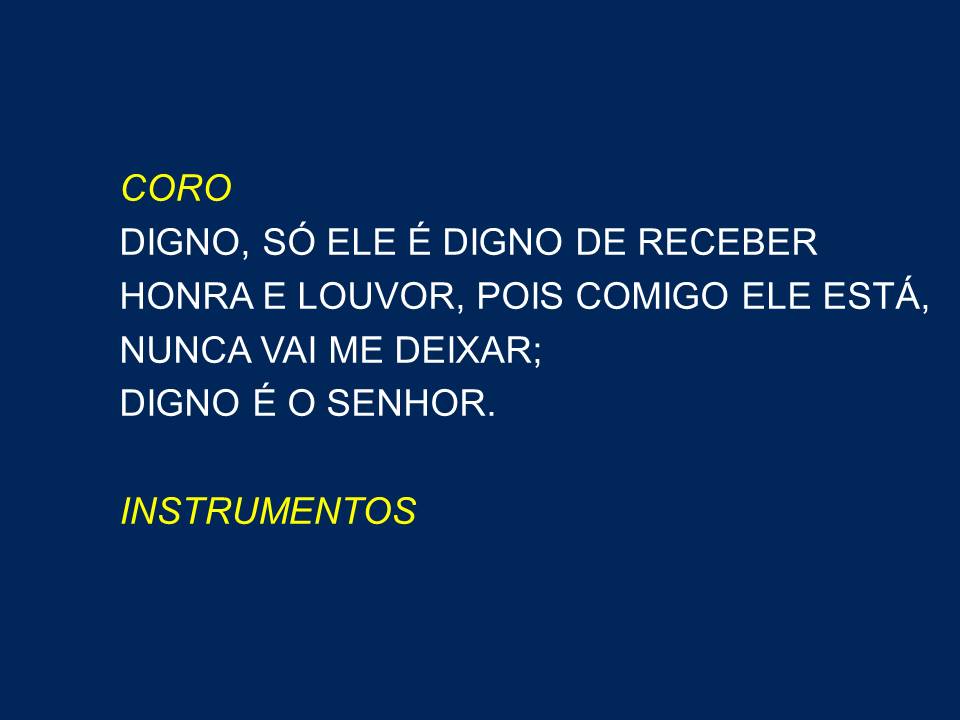 CORO
DIGNO, SÓ ELE É DIGNO DE RECEBER
HONRA E LOUVOR, POIS COMIGO ELE ESTÁ,
NUNCA VAI ME DEIXAR;
DIGNO É O SENHOR.
INSTRUMENTOS